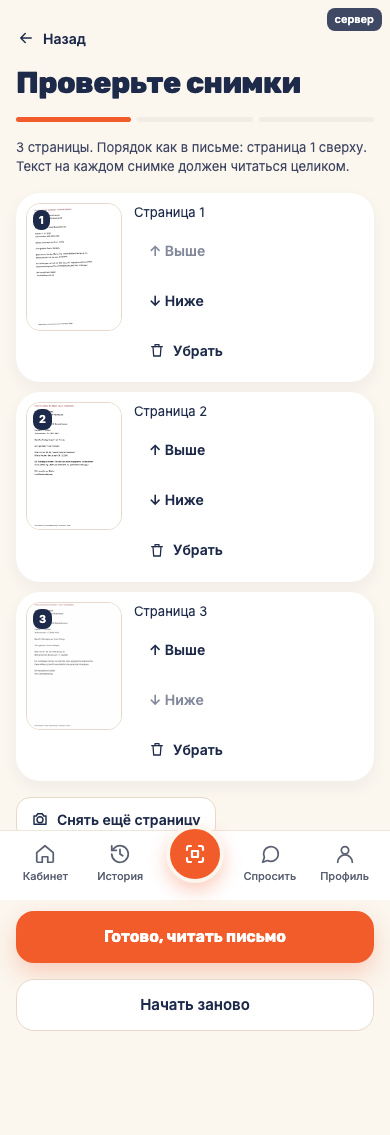 сервер
Назад
Проверьте снимки
3 страницы. Порядок как в письме: страница 1 сверху.
Текст на каждом снимке должен читаться целиком.
1
Страница 1
↑ Выше
↓ Ниже
Убрать
2
Страница 2
↑ Выше
↓ Ниже
Убрать
3
Страница 3
↑ Выше
↓ Ниже
Убрать
Снять ещё страницу
Кабинет
История
Спросить
Профиль
Готово, читать письмо
Начать заново